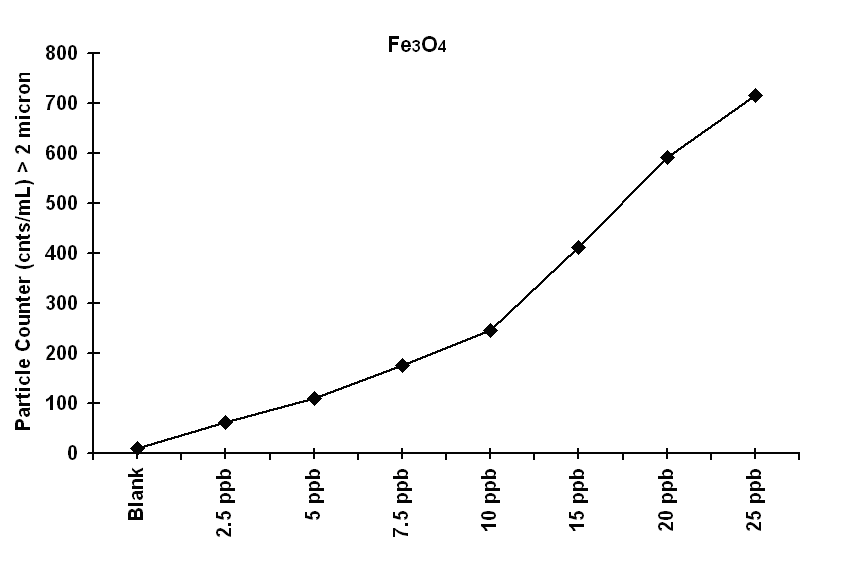 Fe3O4
Particle Counter (cnts/mL) > 2 micron
800
700
600
500
400
300
200
100
0
Blank
2.5 ppb
5 ppb
7.5 ppb
10 ppb
15 ppb
20 ppb
25 ppb